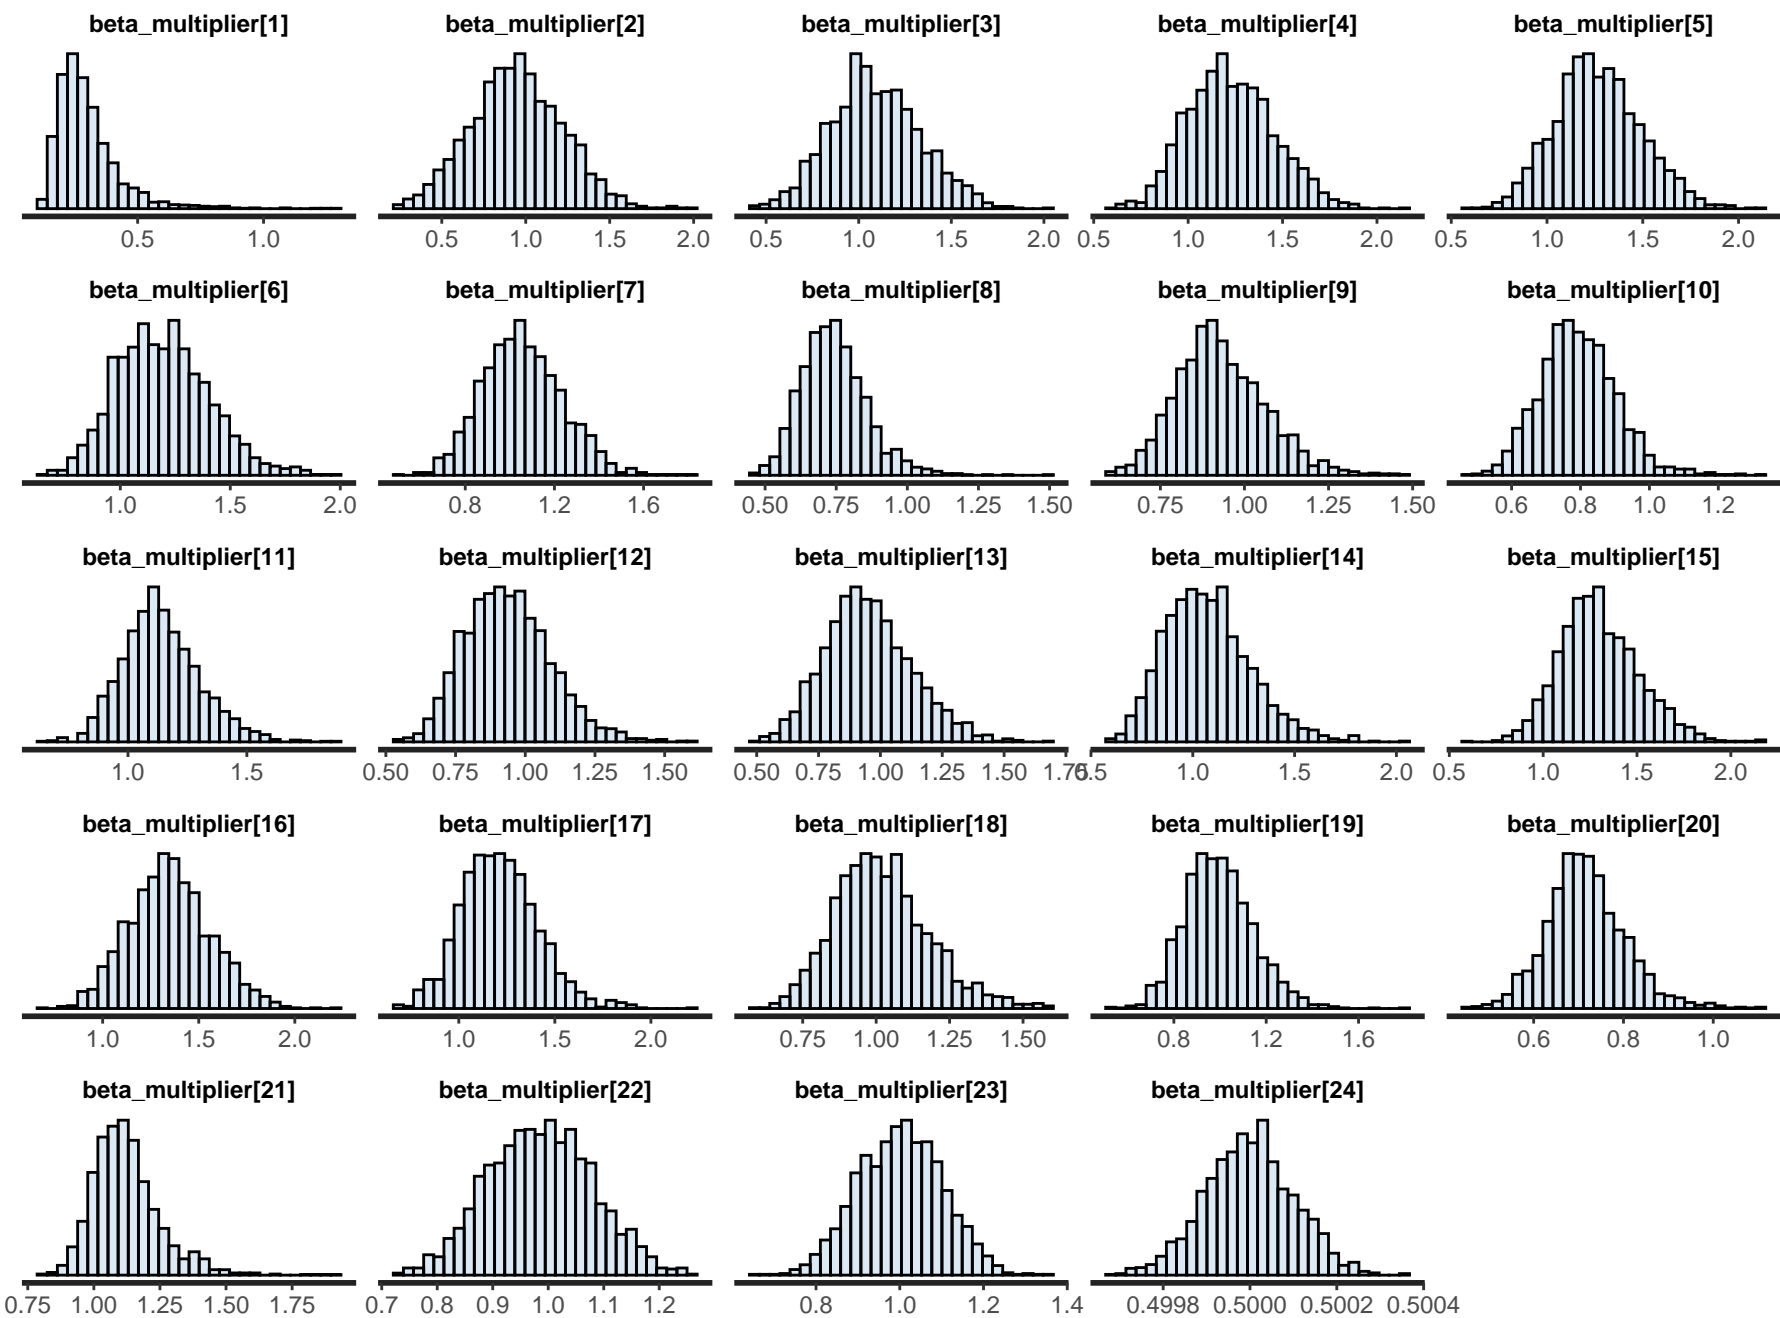 beta_multiplier[1] beta_multiplier[2] beta_multiplier[3] beta_multiplier[4] beta_multiplier[5]
0.5 1.0 0.5 1.0 1.5 2.0 0.5 1.0 1.5 2.0 0.5 1.0 1.5 2.0 0.5 1.0 1.5 2.0
beta_multiplier[6] beta_multiplier[7] beta_multiplier[8] beta_multiplier[9] beta_multiplier[10]
1.0 1.5 2.0 0.8 1.2 1.6 0.50 0.75 1.00 1.25 1.50 0.75 1.00 1.25 1.50 0.6 0.8 1.0 1.2
beta_multiplier[11] beta_multiplier[12] beta_multiplier[13] beta_multiplier[14] beta_multiplier[15]
1.0 1.5 0.50 0.75 1.00 1.25 1.50 0.50 0.75 1.00 1.25 1.50 1.75 0.5 1.0 1.5 2.0 0.5 1.0 1.5 2.0
beta_multiplier[16] beta_multiplier[17] beta_multiplier[18] beta_multiplier[19] beta_multiplier[20]
1.0 1.5 2.0 1.0 1.5 2.0 0.75 1.00 1.25 1.50 0.8 1.2 1.6 0.6 0.8 1.0
beta_multiplier[21] beta_multiplier[22] beta_multiplier[23] beta_multiplier[24]
0.75 1.00 1.25 1.50 1.75 0.7 0.8 0.9 1.0 1.1 1.2 0.8 1.0 1.2 1.4 0.4998 0.5000 0.5002 0.5004